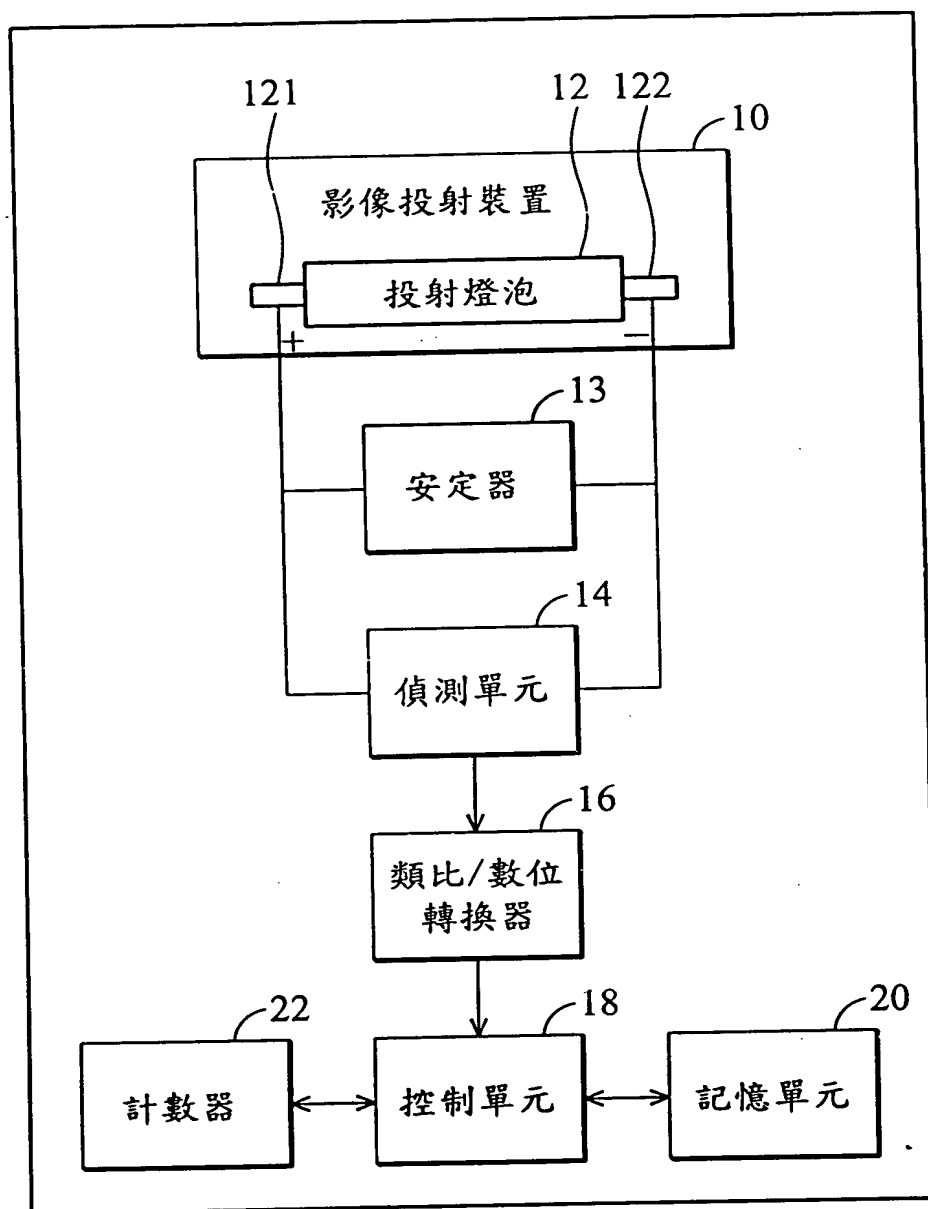 121
12
122
10
影像投射裝置
投射燈泡
+
−
13
安定器
14
偵測單元
16
類比/數位
轉換器
22
18
20
計數器
控制單元
記憶單元